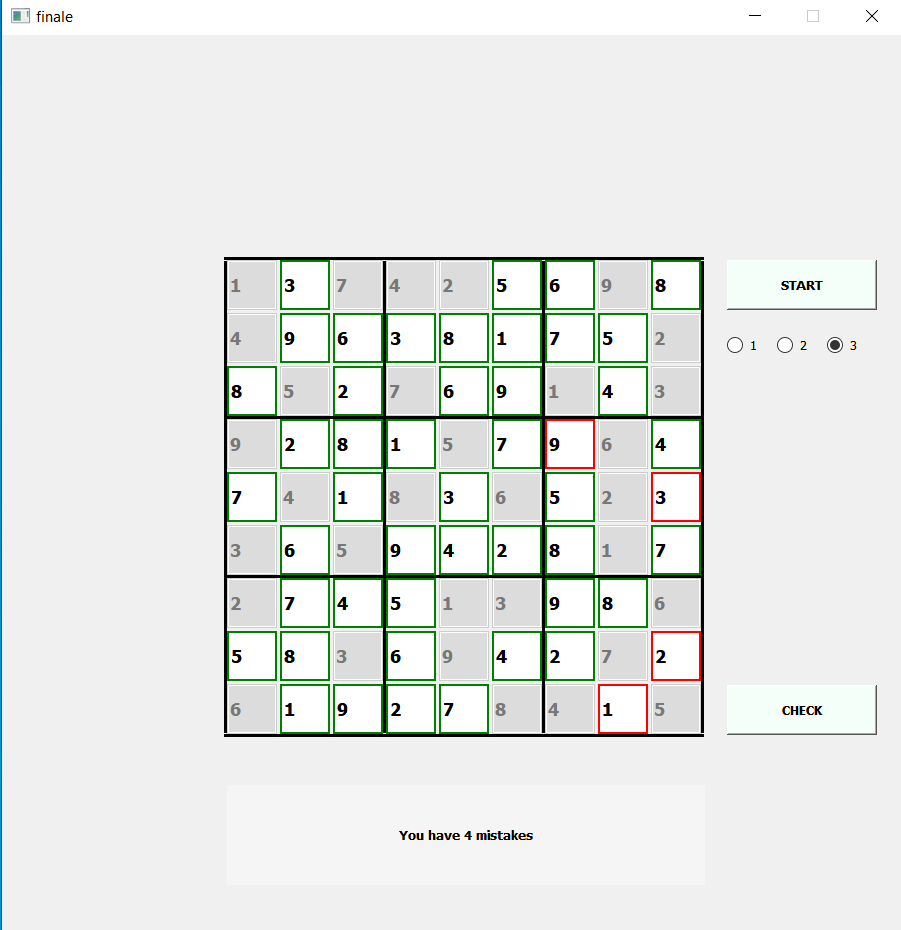 finale
1 3 7 4 2 5 6 9 8
START
4 9 6 3 8 1 7 5 2
1 2 3
8 5 2 7 6 9 1 4 3
9 2 8 1 5 7 9 6 4
7 4 1 8 3 6 5 2 3
3 6 5 9 4 2 8 1 7
2 7 4 5 1 3 9 8 6
5 8 3 6 9 4 2 7 2
6 1 9 2 7 8 4 1 5
CHECK
You have 4 mistakes